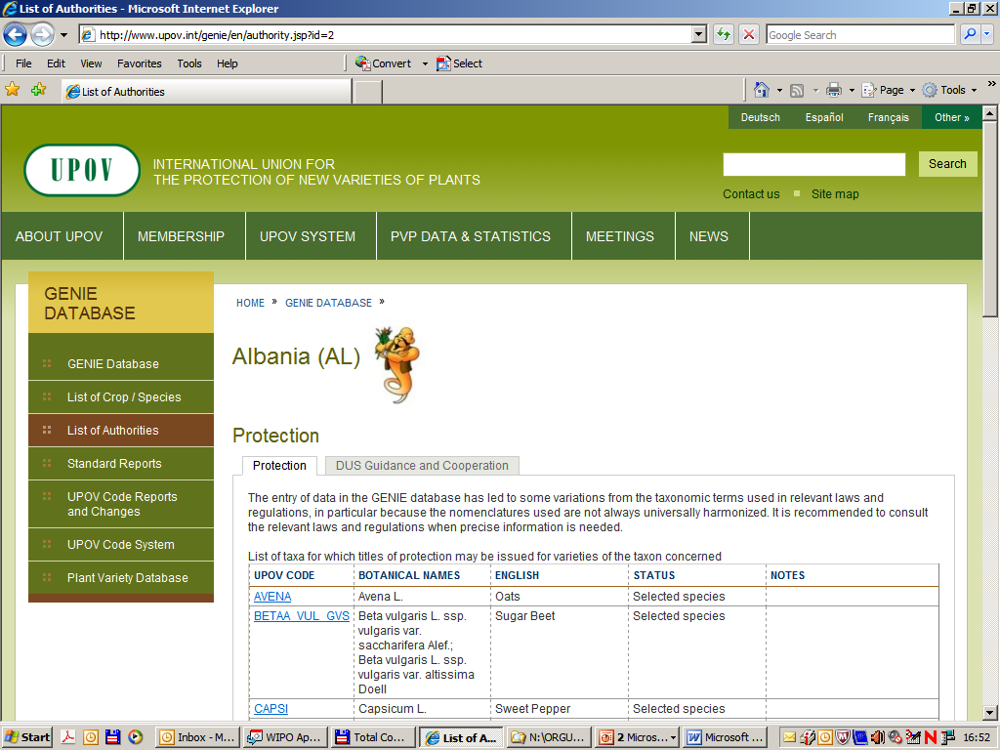 List of Authorities - Microsoft Internet Explorer
http://www.upov.int/genie/en/authority.jsp?id=2
Google Search
File Edit View Favorites Tools Help
Convert Select
List of Authorities
Page Tools »
Deutsch Español Français Other »
UPOV
INTERNATIONAL UNION FOR
THE PROTECTION OF NEW VARIETIES OF PLANTS
Search
Contact us Site map
ABOUT UPOV MEMBERSHIP UPOV SYSTEM PVP DATA & STATISTICS MEETINGS NEWS
GENIE
DATABASE
GENIE Database
List of Crop / Species
List of Authorities
Standard Reports
UPOV Code Reports
and Changes
UPOV Code System
Plant Variety Database
HOME » GENIE DATABASE »
Albania (AL)
Protection
Protection DUS Guidance and Cooperation
The entry of data in the GENIE database has led to some variations from the taxonomic terms used in relevant laws and
regulations, in particular because the nomenclatures used are not always universally harmonized. It is recommended to consult
the relevant laws and regulations when precise information is needed.
List of taxa for which titles of protection may be issued for varieties of the taxon concerned
UPOV CODE BOTANICAL NAMES ENGLISH STATUS NOTES
AVENA Avena L. Oats Selected species
BETAA_VUL_GVS Beta vulgaris L. ssp. Sugar Beet Selected species
vulgaris var.
saccharifera Alef.;
Beta vulgaris L. ssp.
vulgaris var. altissima
Doell
CAPSI Capsicum L. Sweet Pepper Selected species
Start Inbox - M... WIPO Ap... Total Co... List of A... N:\ORGU... 2 Micros... Microsoft ... 16:52